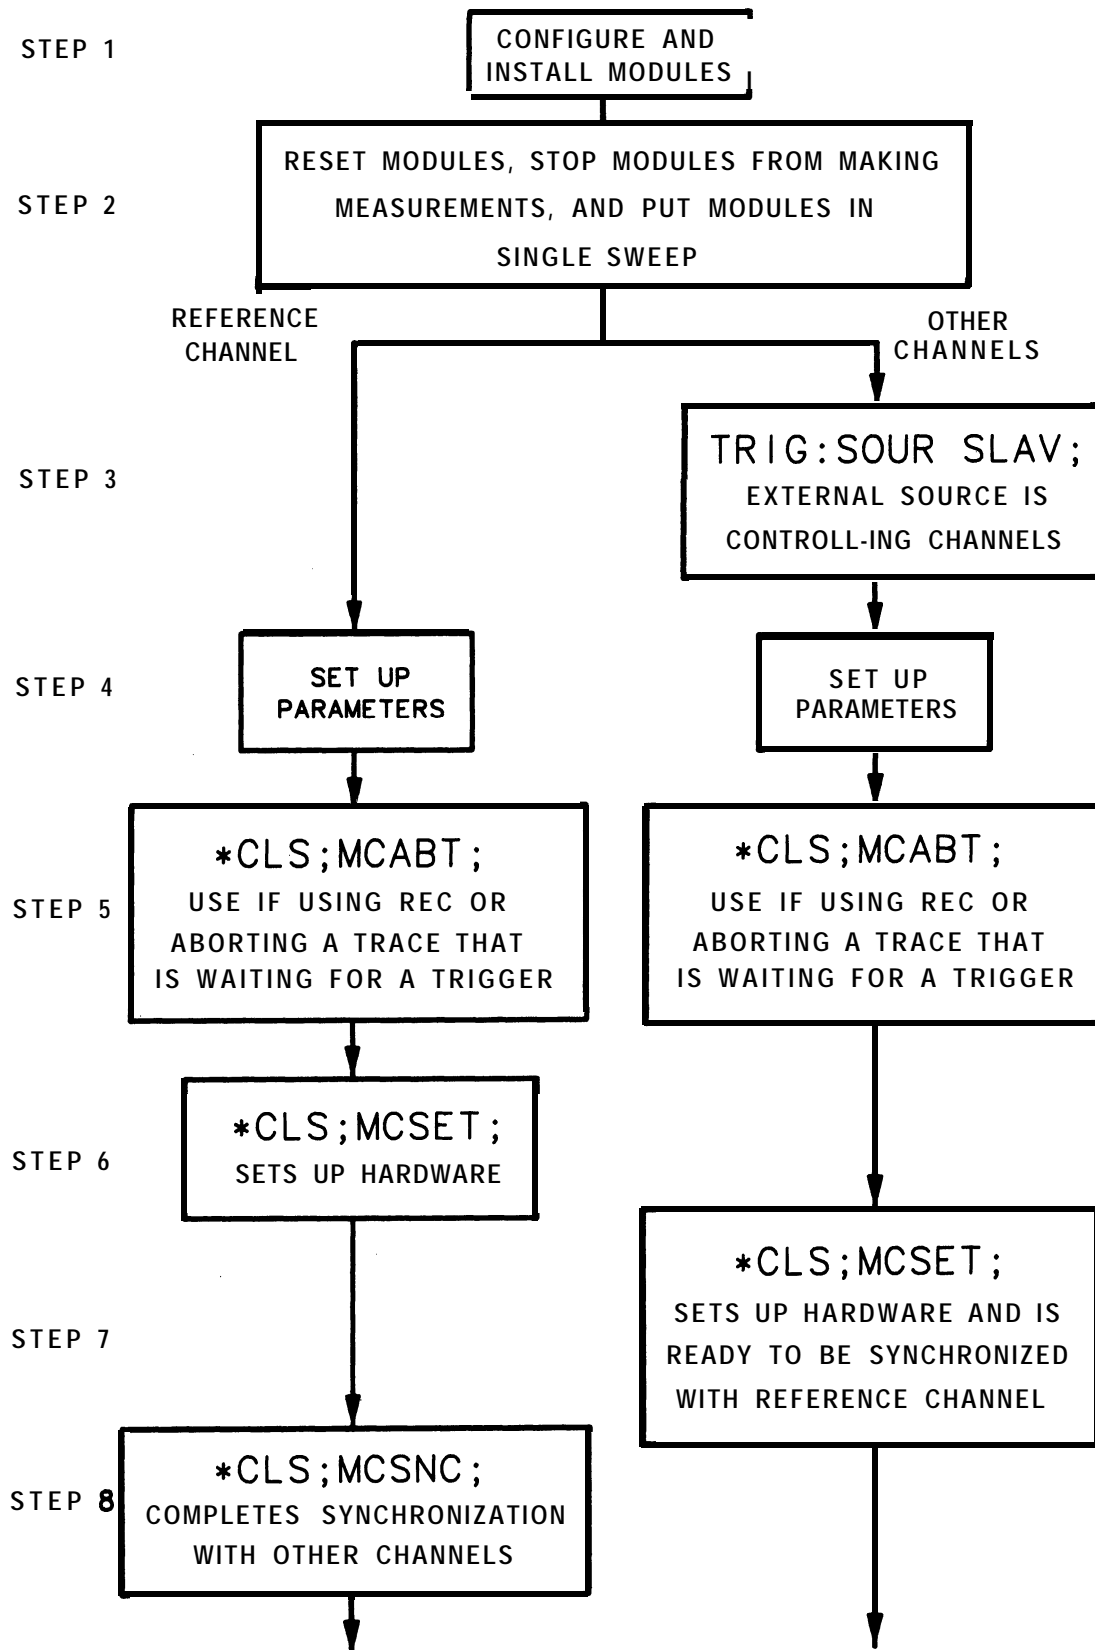 STEP 1
CONFIGURE AND
INSTALL MODULES
STEP 2
RESET MODULES, STOP MODULES FROM MAKING
MEASUREMENTS, AND PUT MODULES IN
SINGLE SWEEP
REFERENCE
CHANNEL
OTHER
CHANNELS
STEP 3
TRIG:SOUR SLAV;
EXTERNAL SOURCE IS
CONTROLL-ING CHANNELS
STEP 4
SET UP
PARAMETERS
SET UP
PARAMETERS
STEP 5
*CLS;MCABT;
USE IF USING REC OR
ABORTING A TRACE THAT
IS WAITING FOR A TRIGGER
*CLS;MCABT;
USE IF USING REC OR
ABORTING A TRACE THAT
IS WAITING FOR A TRIGGER
STEP 6
*CLS;MCSET;
SETS UP HARDWARE
STEP 7
*CLS;MCSET;
SETS UP HARDWARE AND IS
READY TO BE SYNCHRONIZED
WITH REFERENCE CHANNEL
STEP 8
*CLS;MCSNC;
COMPLETES SYNCHRONIZATION
WITH OTHER CHANNELS